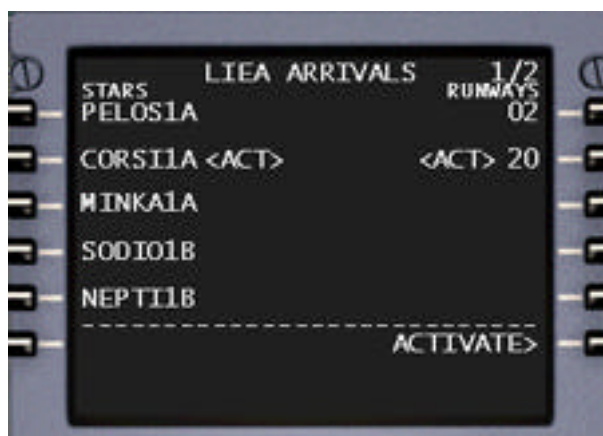 LIEA ARRIVALS 1/2
STARS RUNWAYS
PELOS1A 02
CORSI1A <ACT> <ACT> 20
MINKA1A
SODIO1B
NEPTI1B
ACTIVATE>